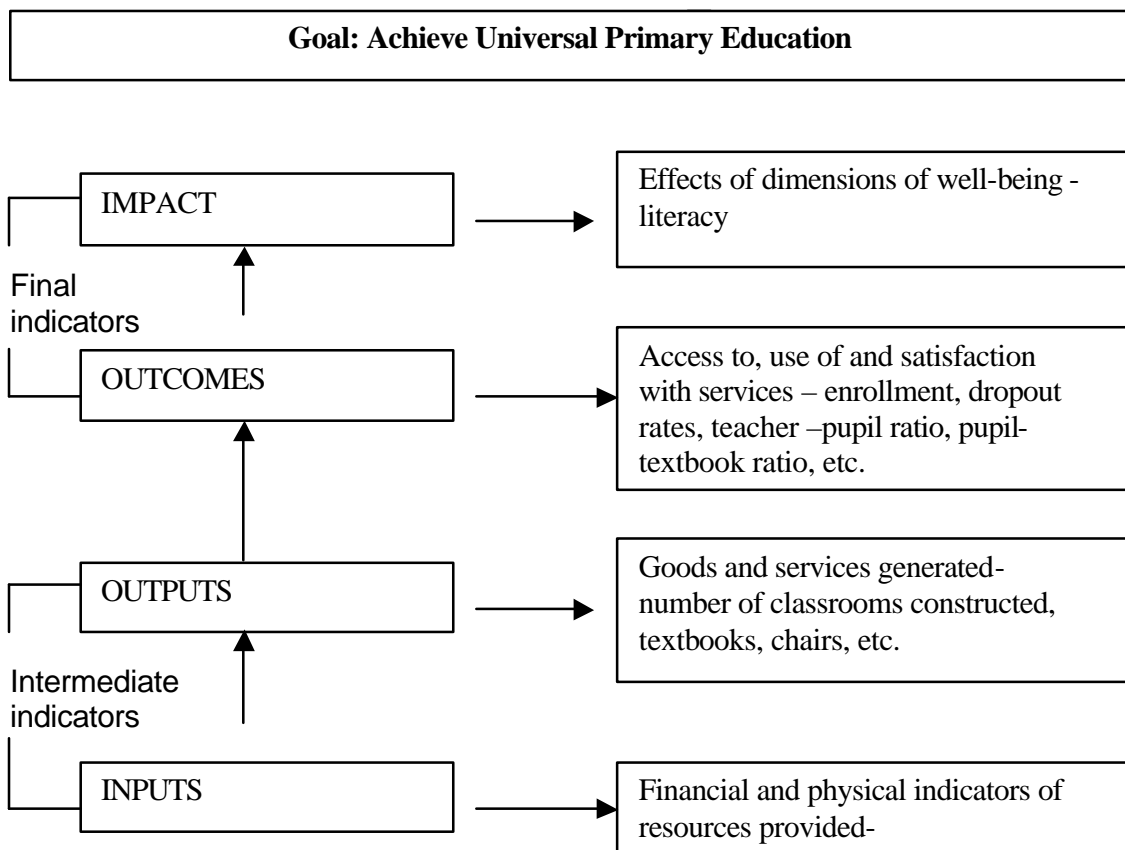 Goal: Achieve Universal Primary Education
IMPACT
Effects of dimensions of well-being -
literacy
Final
indicators
OUTCOMES
Access to, use of and satisfaction
with services – enrollment, dropout
rates, teacher –pupil ratio, pupil-
textbook ratio, etc.
OUTPUTS
Goods and services generated-
number of classrooms constructed,
textbooks, chairs, etc.
Intermediate
indicators
INPUTS
Financial and physical indicators of
resources provided-